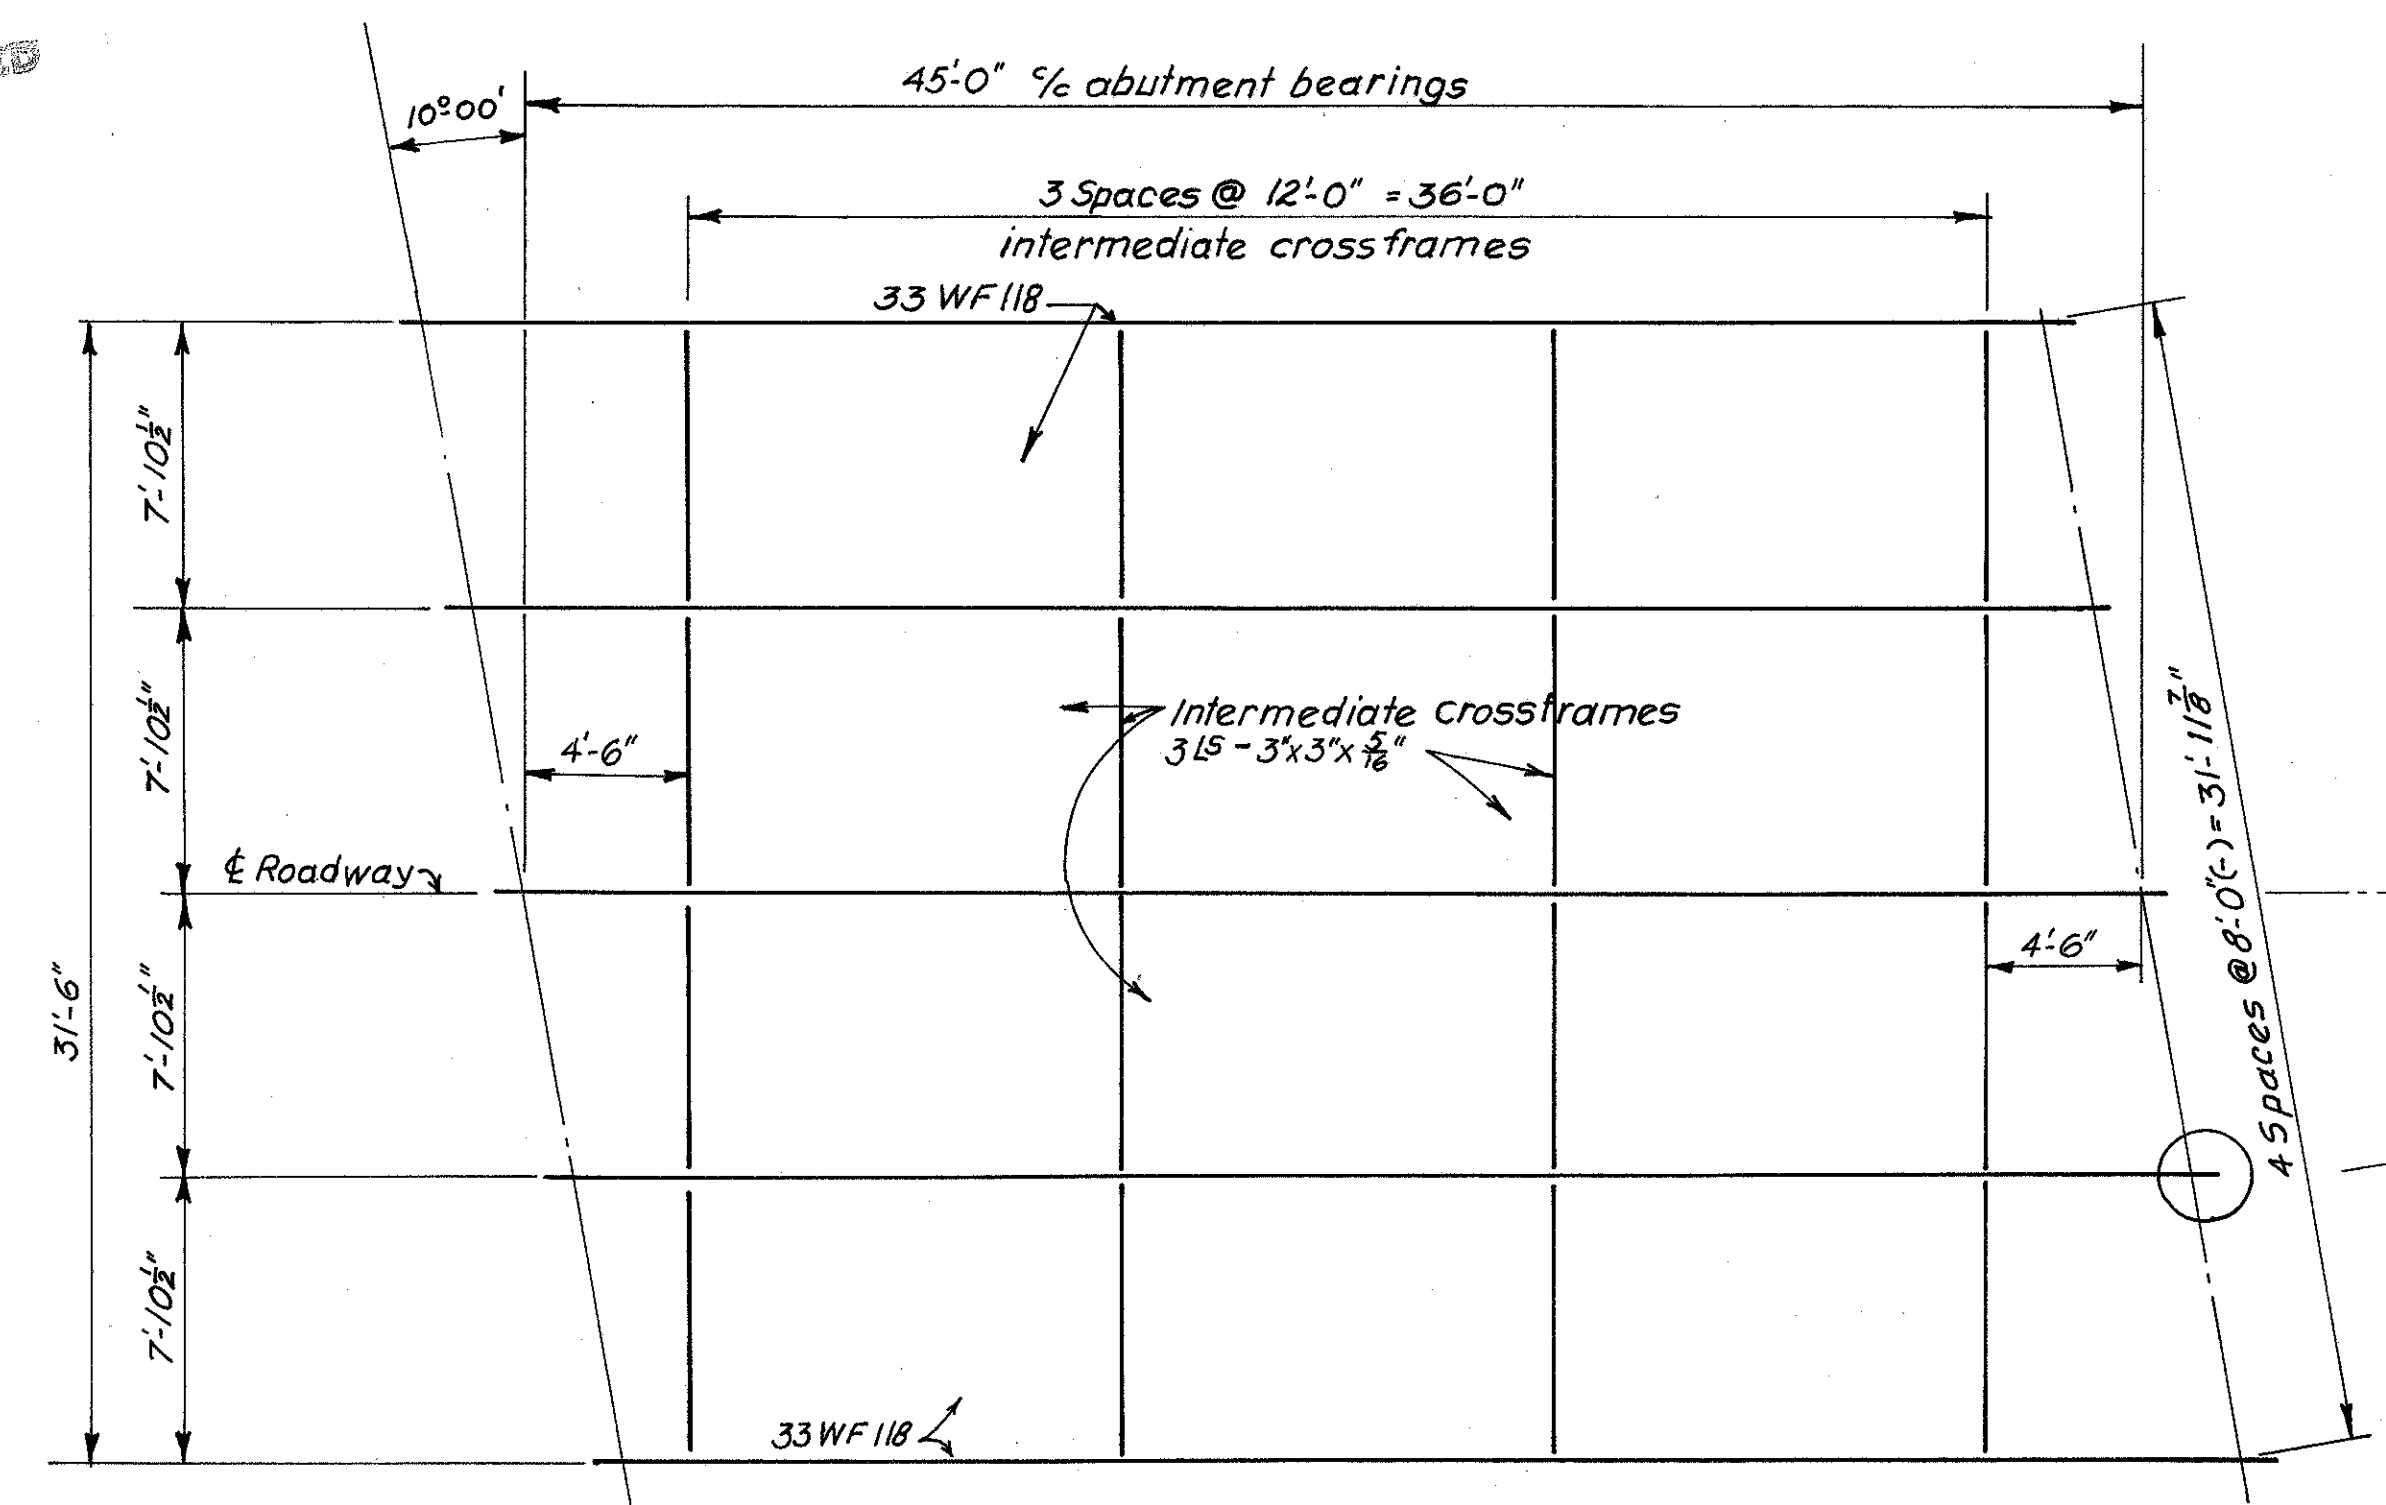 45'-0" c/c abutment bearings
10°00'
3 Spaces @ 12'-0" = 36'-0"
intermediate crossframes
33 WF 118
7'-10½"
7'-10½"
Intermediate crossframes
3 Ls - 3"x3"x 5/16"
4'-6"
4 Spaces @ 8'-0"(-) = 31'-11⅞"
℄ Roadway
4'-6"
31'-6"
7'-10½"
7'-10½"
33 WF 118